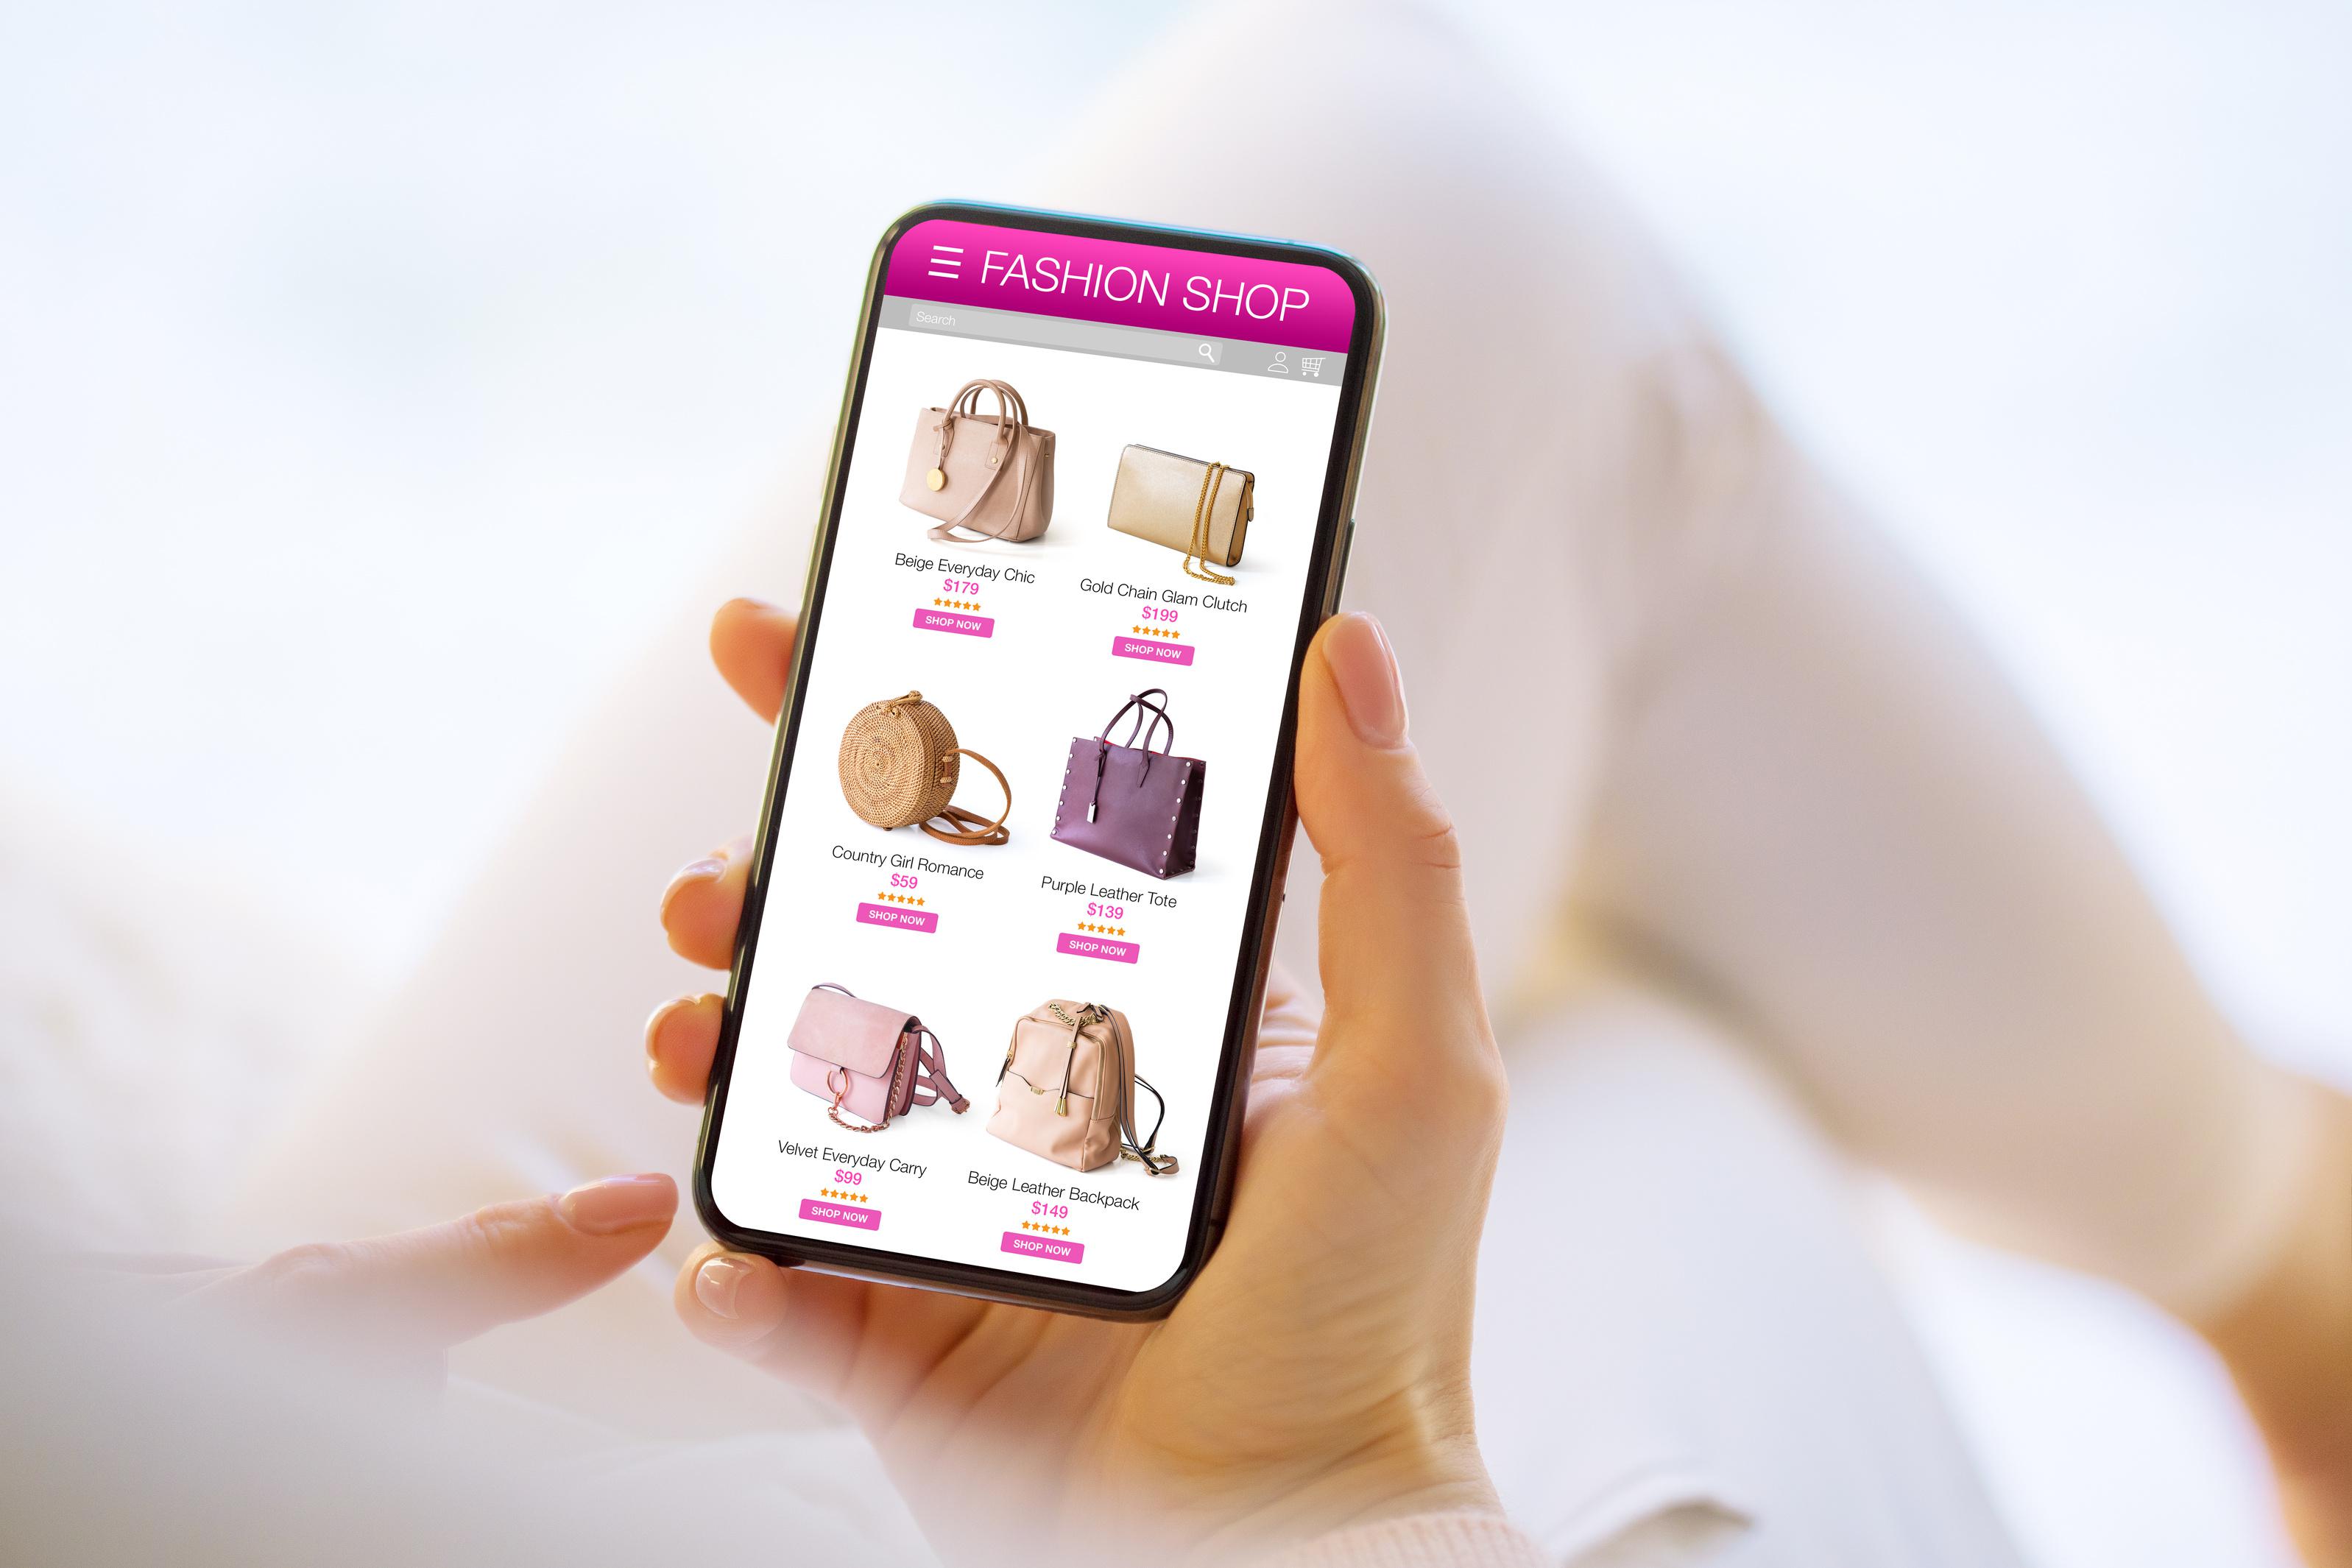 FASHION SHOP
Search
Beige Everyday Chic
$179
SHOP NOW
Gold Chain Glam Clutch
$199
SHOP NOW
Country Girl Romance
$59
SHOP NOW
Purple Leather Tote
$139
SHOP NOW
Velvet Everyday Carry
$99
SHOP NOW
Beige Leather Backpack
$149
SHOP NOW